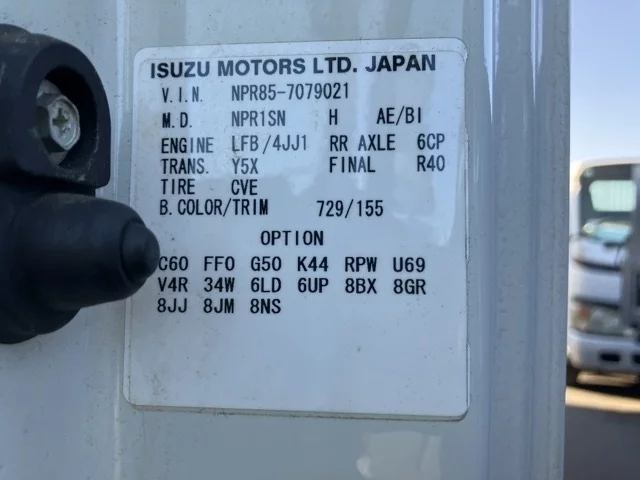 ISUZU MOTORS LTD. JAPAN
V.I.N. NPR85-7079021
M.D. NPR1SN H AE/BI
ENGINE LFB/4JJ1 RR AXLE 6CP
TRANS. Y5X FINAL R40
TIRE CVE
B.COLOR/TRIM 729/155
OPTION
C60 FF0 G50 K44 RPW U69
V4R 34W 6LD 6UP 8BX 8GR
8JJ 8JM 8NS